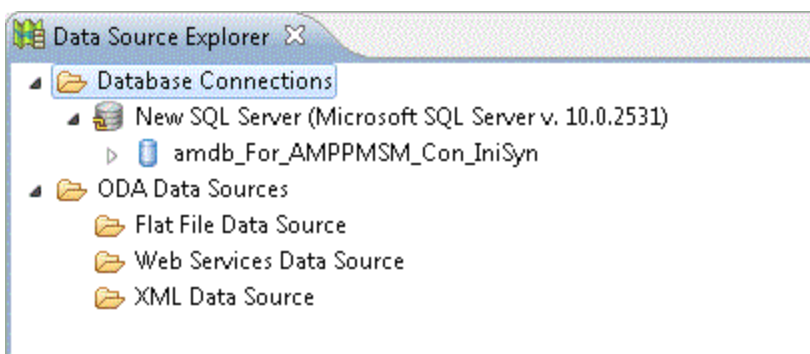 Data Source Explorer
Database Connections
New SQL Server (Microsoft SQL Server v. 10.0.2531)
amdb_For_AMPPMSM_Con_IniSyn
ODA Data Sources
Flat File Data Source
Web Services Data Source
XML Data Source